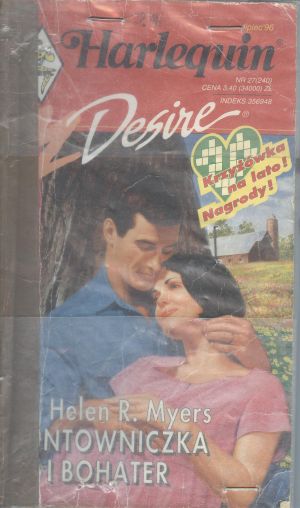 lipiec'96
Harlequin®
NR 27(240)
CENA 3.40 (34000) ZŁ
INDEKS 356948
Desire®
Krzyżówka
na lato!
Nagrody!
Helen R. Myers
NTOWNICZKA
I BOHATER